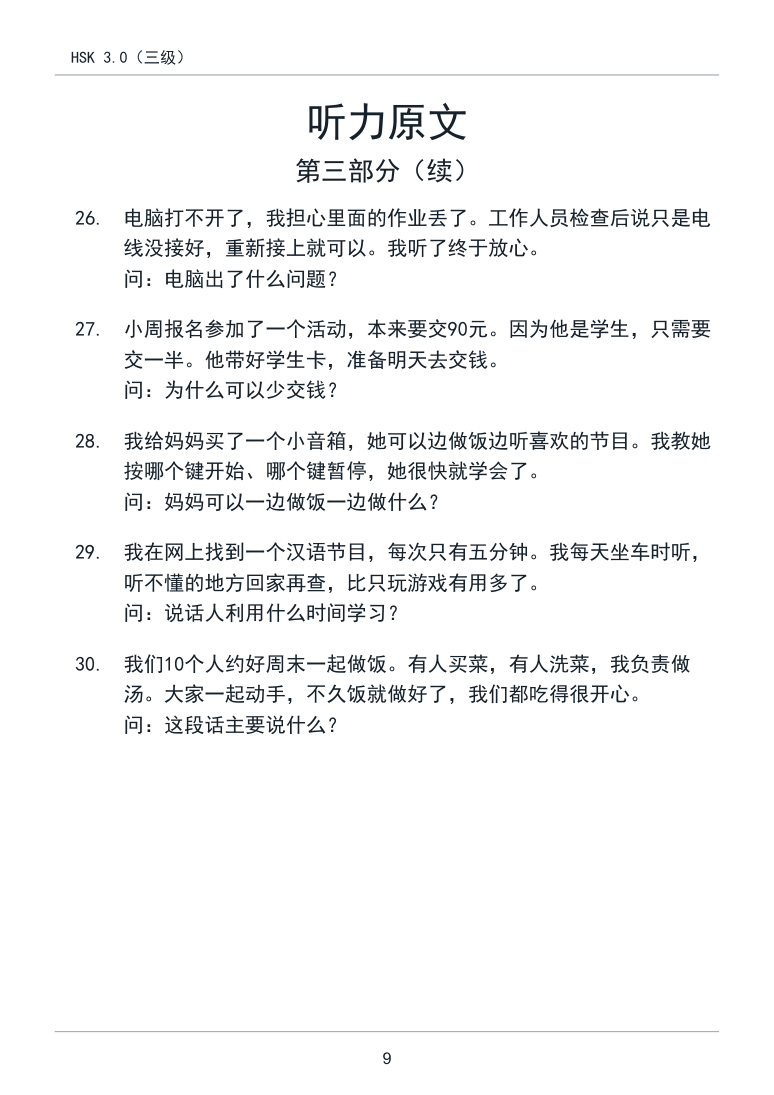 HSK 3.0（三级）
听力原文
第三部分（续）
26. 电脑打不开了，我担心里面的作业丢了。工作人员检查后说只是电
线没接好，重新接上就可以。我听了终于放心。
问：电脑出了什么问题？
27. 小周报名参加了一个活动，本来要交90元。因为他是学生，只需要
交一半。他带好学生卡，准备明天去交钱。
问：为什么可以少交钱？
28. 我给妈妈买了一个小音箱，她可以边做饭边听喜欢的节目。我教她
按哪个键开始、哪个键暂停，她很快就学会了。
问：妈妈可以一边做饭一边做什么？
29. 我在网上找到一个汉语节目，每次只有五分钟。我每天坐车时听，
听不懂的地方回家再查，比只玩游戏有用多了。
问：说话人利用什么时间学习？
30. 我们10个人约好周末一起做饭。有人买菜，有人洗菜，我负责做
汤。大家一起动手，不久饭就做好了，我们都吃得很开心。
问：这段话主要说什么？
9